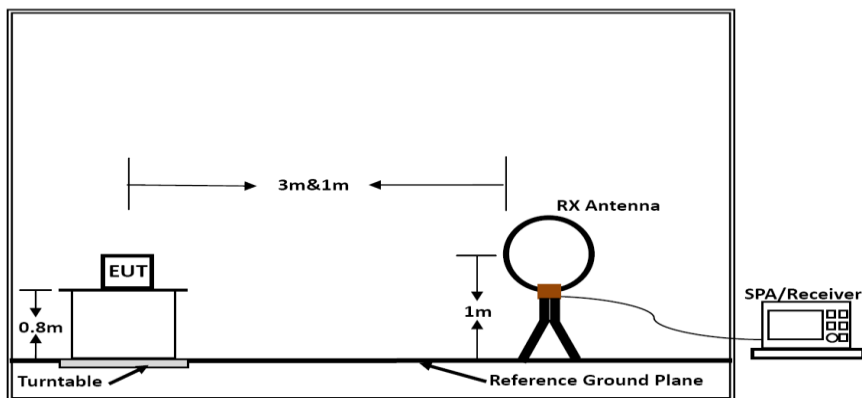 3m&1m
RX Antenna
EUT
SPA/Receiver
0.8m
1m
Turntable
Reference Ground Plane